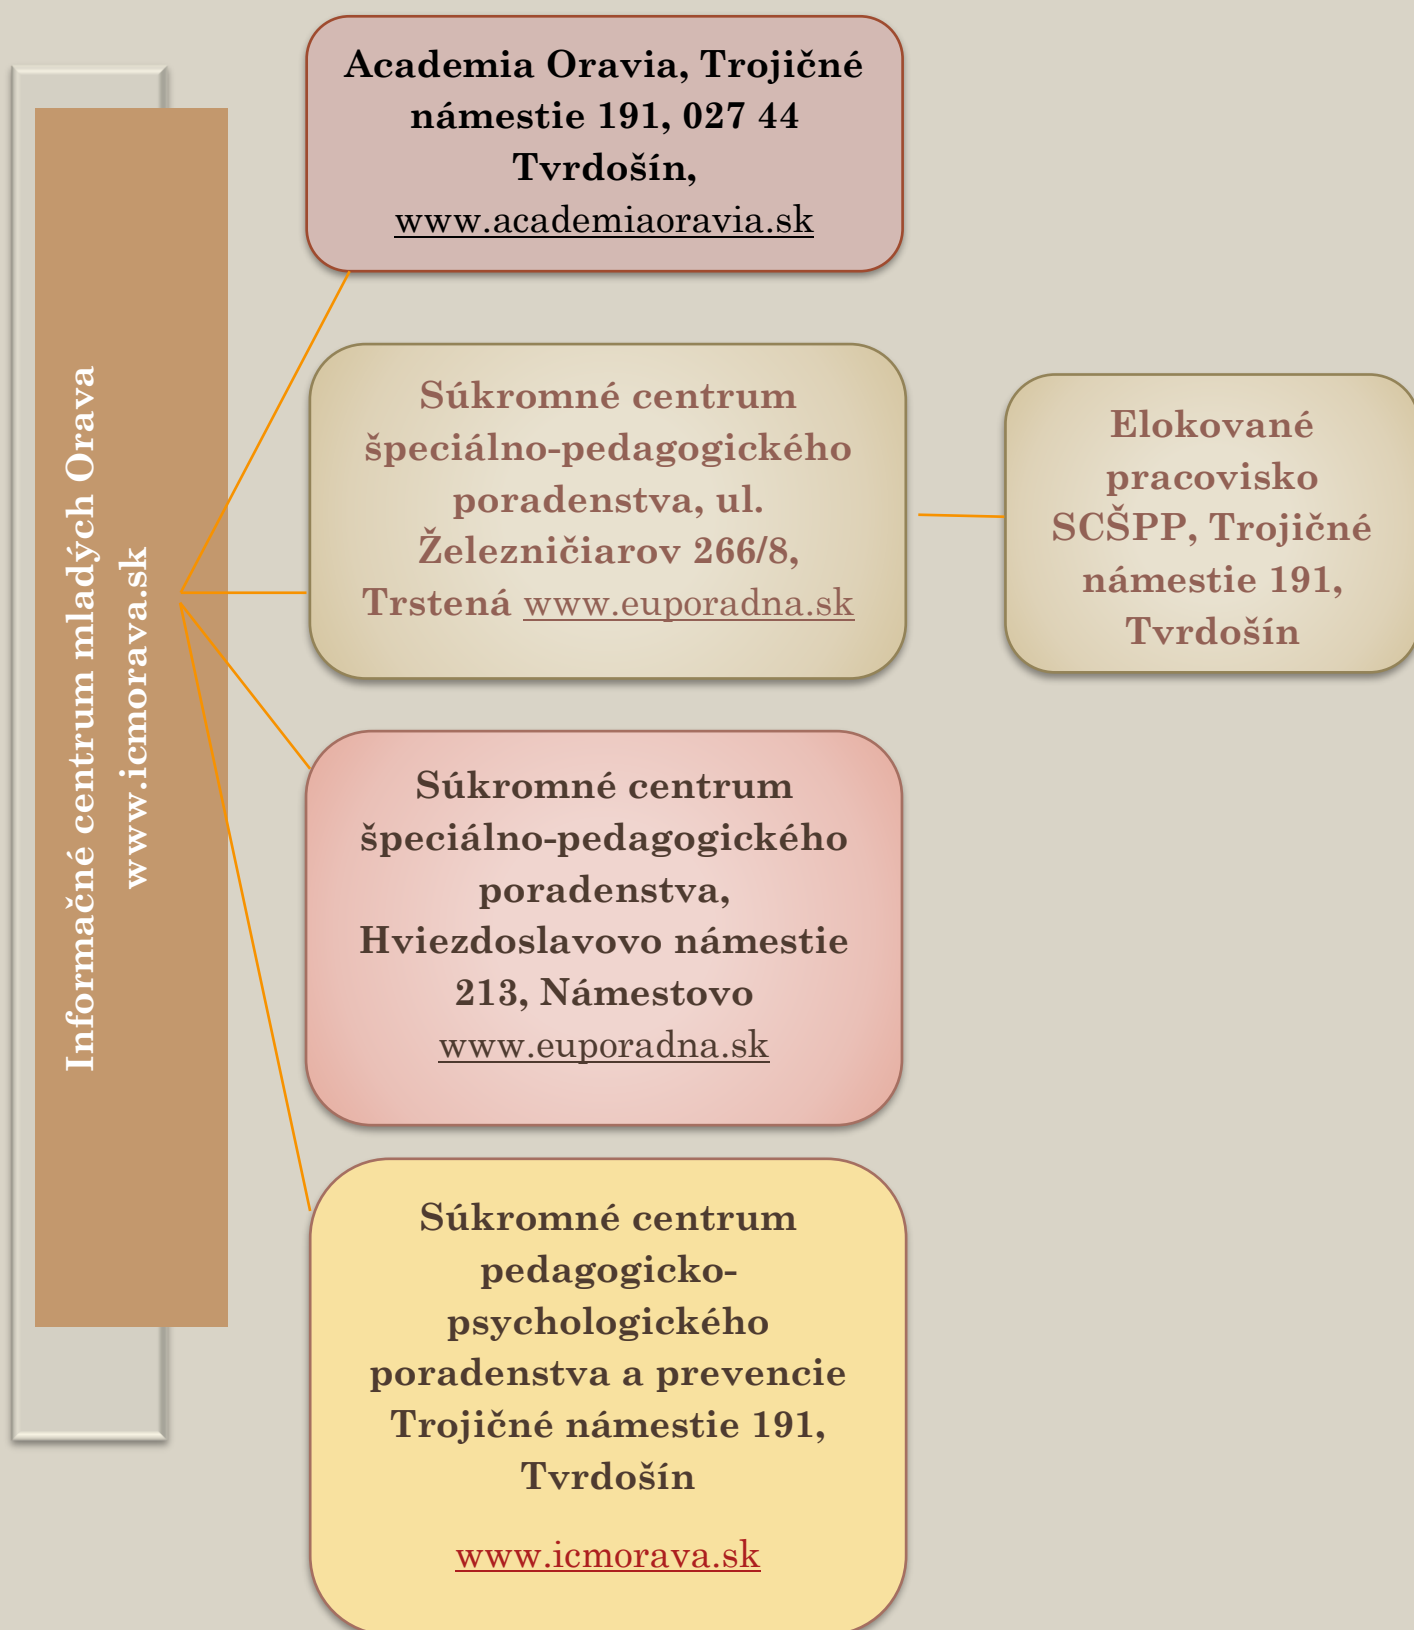 Informačné centrum mladých Orava
www.icmorava.sk
Academia Oravia, Trojičné
námestie 191, 027 44
Tvrdošín,
www.academiaoravia.sk
Súkromné centrum
špeciálno-pedagogického
poradenstva, ul.
Železničiarov 266/8,
Trstená www.euporadna.sk
Elokované
pracovisko
SCŠPP, Trojičné
námestie 191,
Tvrdošín
Súkromné centrum
špeciálno-pedagogického
poradenstva,
Hviezdoslavovo námestie
213, Námestovo
www.euporadna.sk
Súkromné centrum
pedagogicko-
psychologického
poradenstva a prevencie
Trojičné námestie 191,
Tvrdošín
www.icmorava.sk